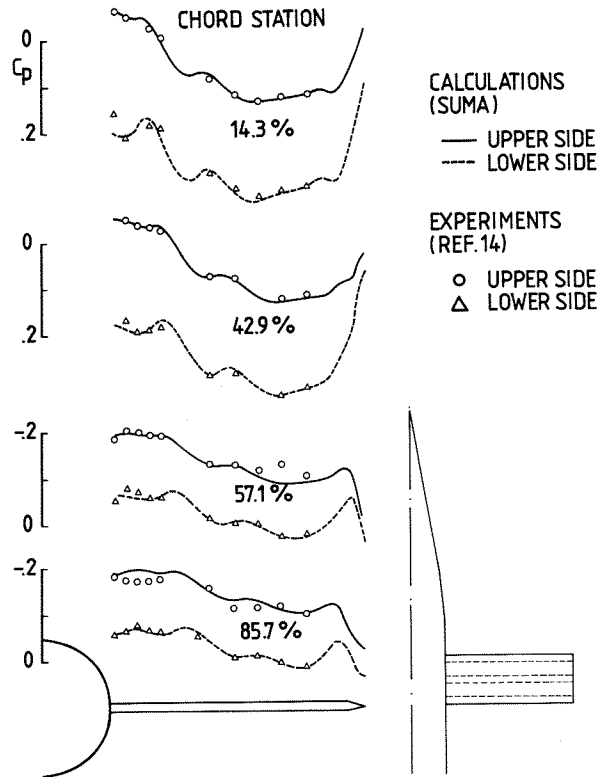 CHORD STATION
0
Cp
.2
14.3 %
CALCULATIONS
(SUMA)
UPPER SIDE
LOWER SIDE
EXPERIMENTS
(REF.14)
UPPER SIDE
LOWER SIDE
0
.2
42.9 %
-.2
0
57.1 %
-.2
0
85.7 %